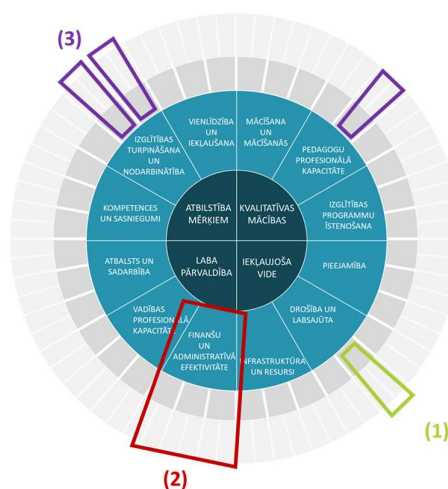 (3)
VIENLĪDZĪBA
UN
IEKĻAUŠANA
MĀCĪŠANA
UN
MĀCĪŠANĀS
IZGLĪTĪBAS
TURPINĀŠANA
UN
NODARBINĀTĪBA
PEDAGOGU
PROFESIONĀLĀ
KAPACITĀTE
KOMPETENCES
UN SASNIEGUMI
ATBILSTĪBA
MĒRĶIEM
KVALITATĪVAS
MĀCĪBAS
IZGLĪTĪBAS
PROGRAMMU
ĪSTENOŠANA
ATBALSTS UN
SADARBĪBA
LABA
PĀRVALDĪBA
IEKĻAUJOŠA
VIDE
PIEEJAMĪBA
VADĪBAS
PROFESIONĀLĀ
KAPACITĀTE
FINANŠU
UN
ADMINISTRATĪVĀ
EFEKTIVITĀTE
DROŠĪBA UN
LABSAJŪTA
INFRASTRUKTŪRA
UN RESURSI
(1)
(2)